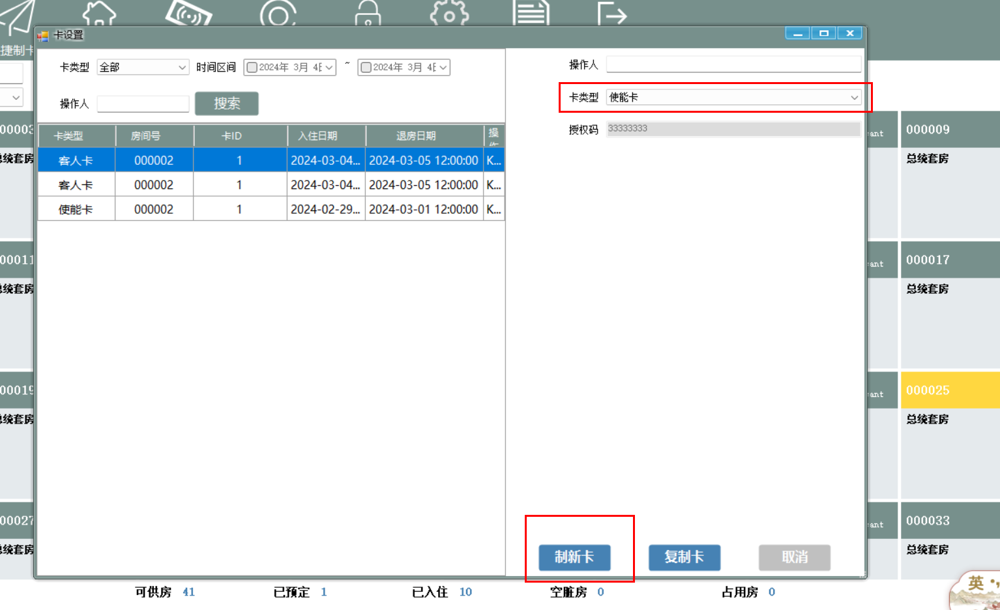 捷制卡
卡设置
卡类型 全部 时间区间 2024年 3月 4日 ~ 2024年 3月 4日
操作人 搜索
卡类型 房间号 卡ID 入住日期 退房日期 操作
客人卡 000002 1 2024-03-04... 2024-03-05 12:00:00 K...
客人卡 000002 1 2024-03-04... 2024-03-05 12:00:00 K...
使能卡 000002 1 2024-02-29... 2024-03-01 12:00:00 K...
操作人
卡类型 使能卡
授权码 33333333
制新卡 复制卡 取消
00003 ant 000009
总统套房 总统套房
00011 ant 000017
总统套房 总统套房
00019 ant 000025
总统套房 总统套房
00027 ant 000033
总统套房 总统套房
可供房 41 已预定 1 已入住 10 空脏房 0 占用房 0
英